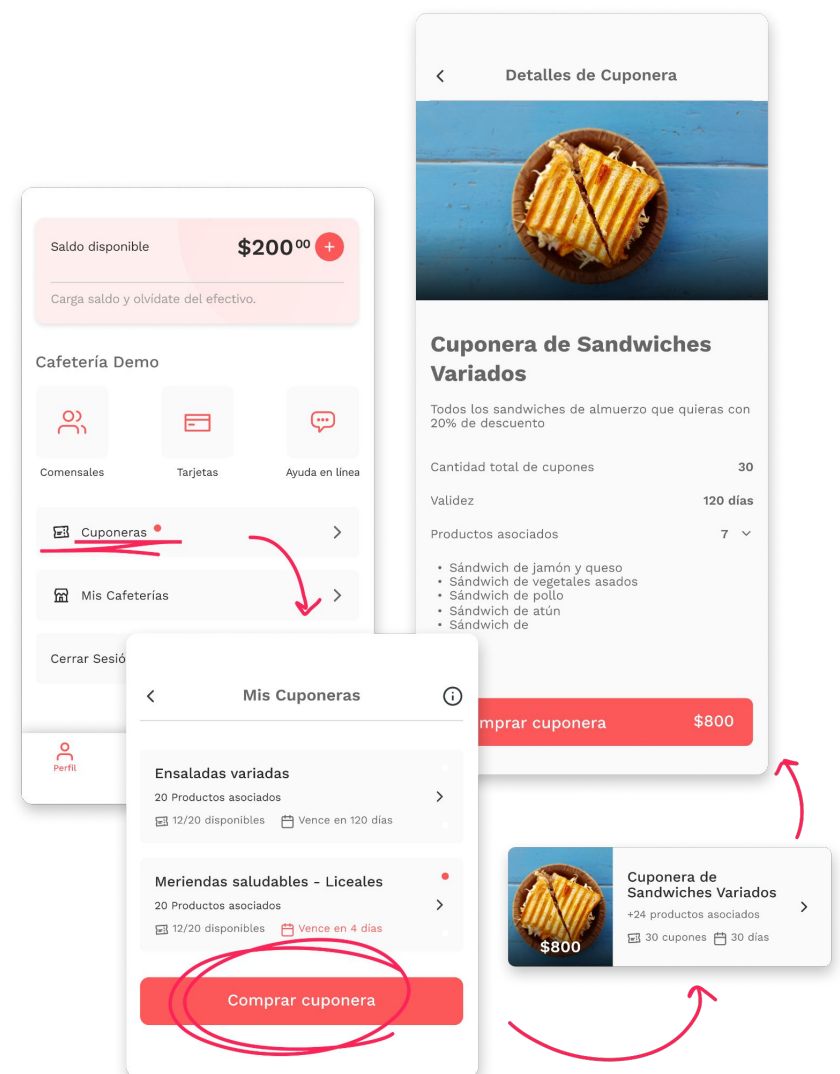 Saldo disponible
$200⁰⁰ +
Carga saldo y olvídate del efectivo.
Cafetería Demo
Comensales
Tarjetas
Ayuda en línea
Cuponeras
Mis Cafeterías
Cerrar Sesió
Perfil
Detalles de Cuponera
Cuponera de Sandwiches
Variados
Todos los sandwiches de almuerzo que quieras con
20% de descuento
Cantidad total de cupones 30
Validez 120 días
Productos asociados 7
• Sándwich de jamón y queso
• Sándwich de vegetales asados
• Sándwich de pollo
• Sándwich de atún
• Sándwich de
mprar cuponera $800
Mis Cuponeras
Ensaladas variadas
20 Productos asociados
12/20 disponibles Vence en 120 días
Meriendas saludables - Liceales
20 Productos asociados
12/20 disponibles Vence en 4 días
Comprar cuponera
$800
Cuponera de
Sandwiches Variados
+24 productos asociados
30 cupones 30 días